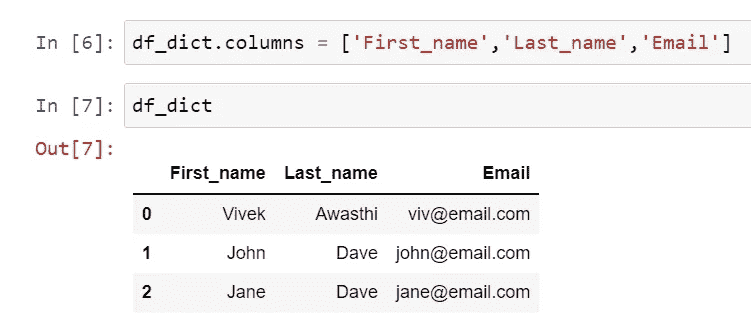 In [6]: df_dict.columns = ['First_name','Last_name','Email']
In [7]: df_dict
Out[7]:
First_name Last_name Email
0 Vivek Awasthi viv@email.com
1 John Dave john@email.com
2 Jane Dave jane@email.com